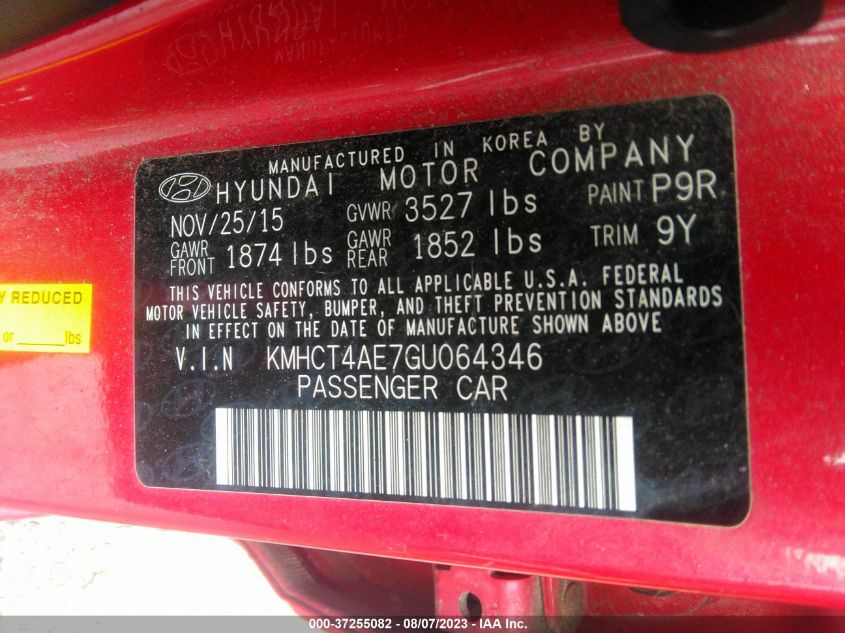 MANUFACTURED IN KOREA BY
HYUNDAI MOTOR COMPANY
NOV/25/15 GVWR 3527 lbs PAINT P9R
GAWR FRONT 1874 lbs GAWR REAR 1852 lbs TRIM 9Y
THIS VEHICLE CONFORMS TO ALL APPLICABLE U.S.A. FEDERAL
MOTOR VEHICLE SAFETY, BUMPER, AND THEFT PREVENTION STANDARDS
IN EFFECT ON THE DATE OF MANUFACTURE SHOWN ABOVE
V.I.N KMHCT4AE7GU064346
PASSENGER CAR
Y REDUCED
or ______lbs
000-37255082 - 08/07/2023 - IAA Inc.